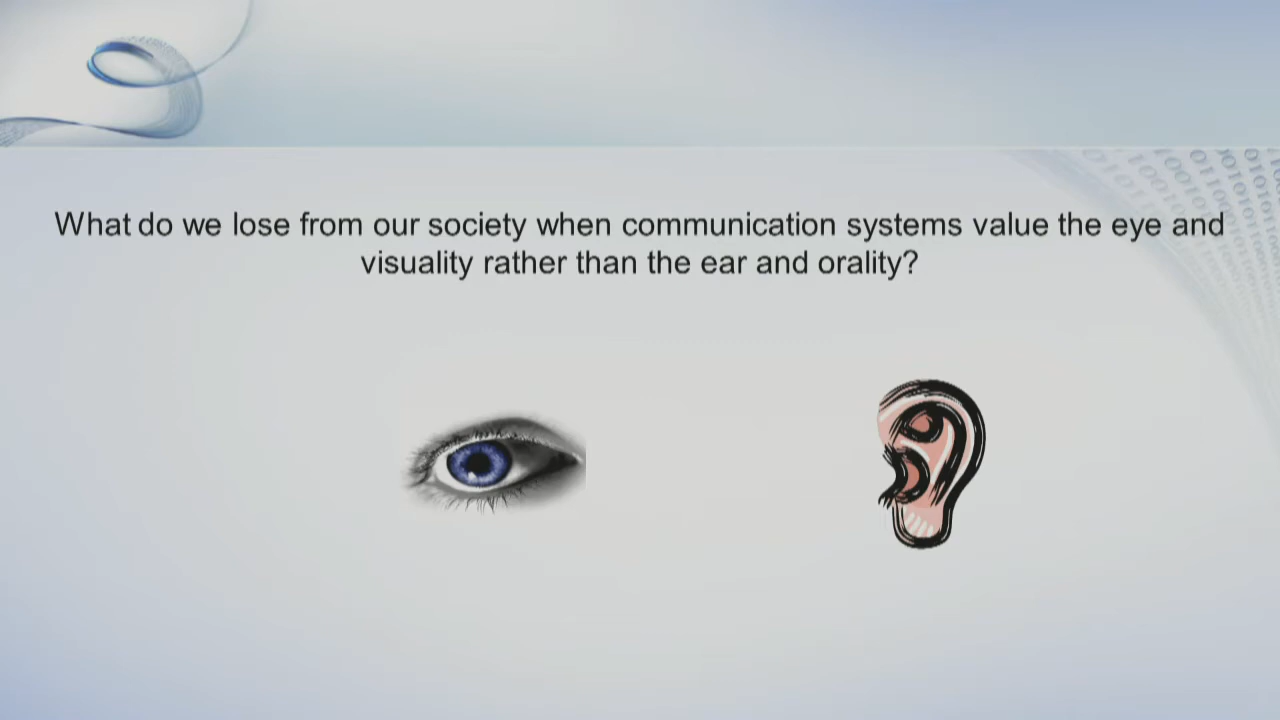 What do we lose from our society when communication systems value the eye and
visuality rather than the ear and orality?